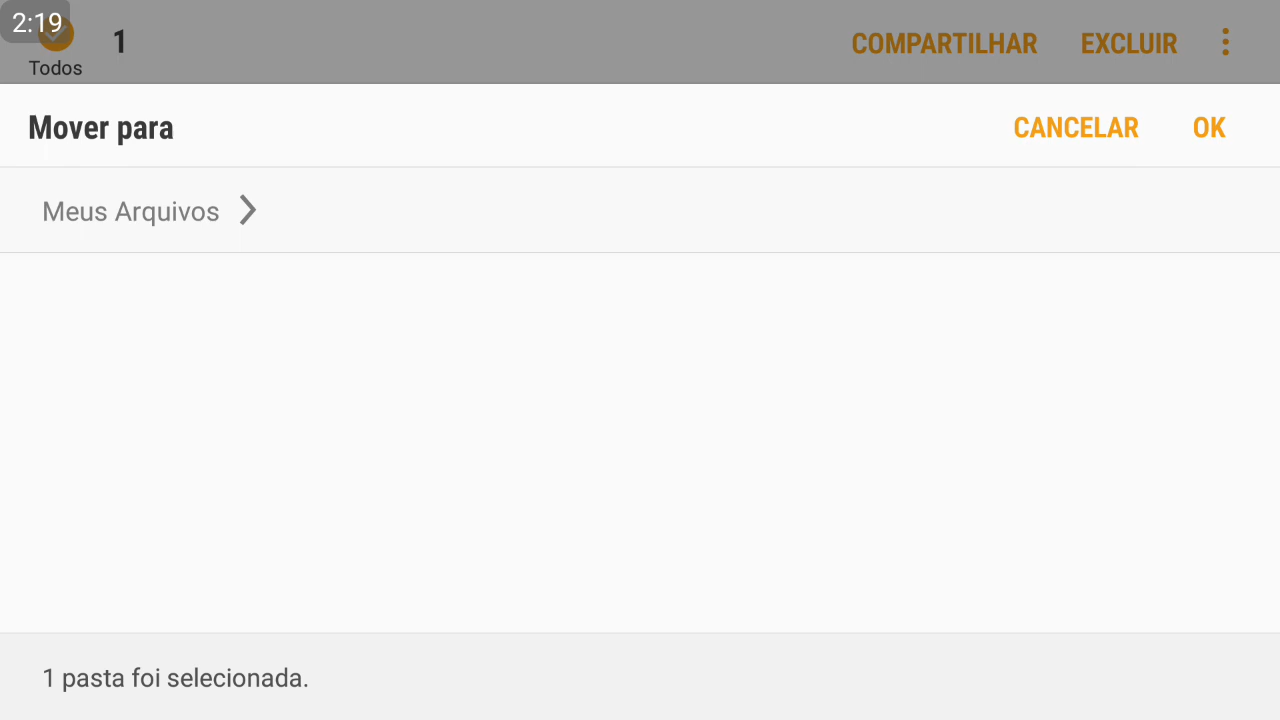 2:19
Todos
1
COMPARTILHAR
EXCLUIR
Mover para
CANCELAR
OK
Meus Arquivos
1 pasta foi selecionada.